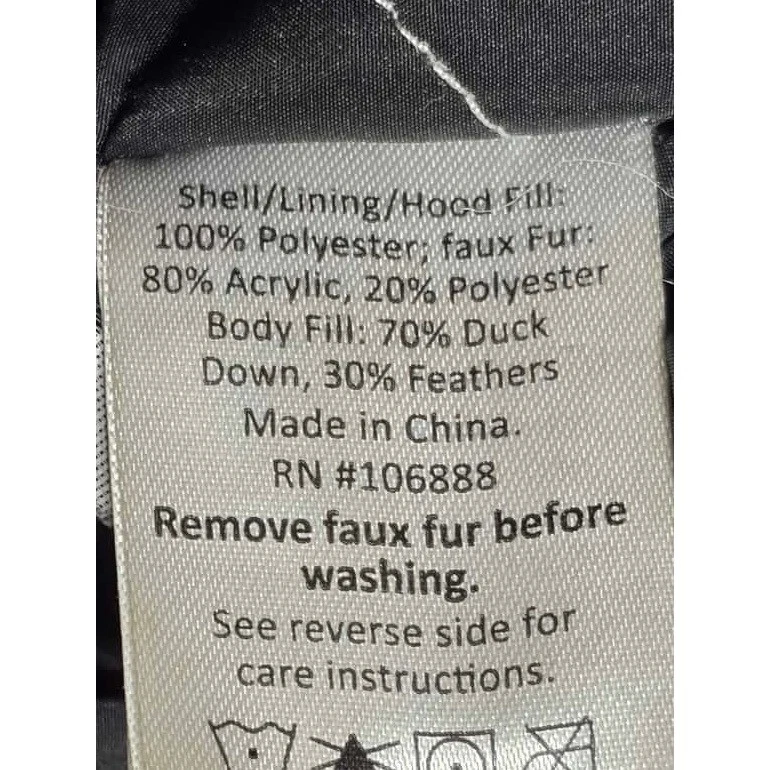 Shell/Lining/Hood Fill:
100% Polyester; faux Fur:
80% Acrylic, 20% Polyester
Body Fill: 70% Duck
Down, 30% Feathers
Made in China.
RN #106888
Remove faux fur before
washing.
See reverse side for
care instructions.